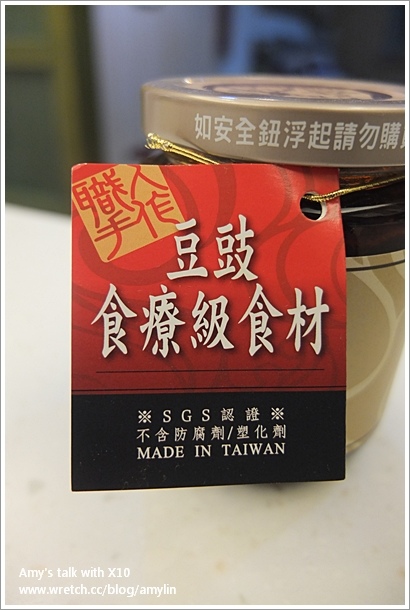 如安全鈕浮起請勿購買
職人
手作
豆豉
食療級食材
※SGS認證※
不含防腐劑/塑化劑
MADE IN TAIWAN
Amy's talk with X10
www.wretch.cc/blog/amylin